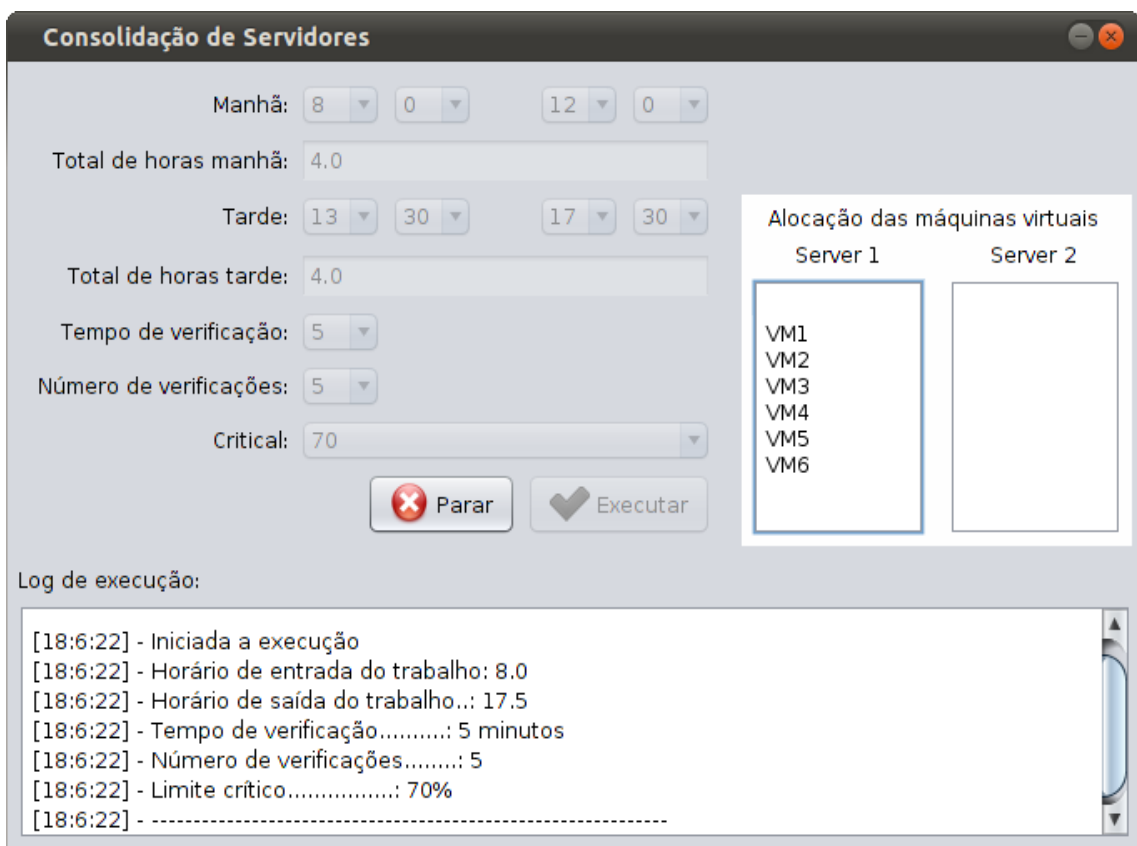 Consolidação de Servidores
Manhã: 8 0 12 0
Total de horas manhã: 4.0
Tarde: 13 30 17 30
Total de horas tarde: 4.0
Tempo de verificação: 5
Número de verificações: 5
Critical: 70
Parar Executar
Alocação das máquinas virtuais
Server 1 Server 2
VM1
VM2
VM3
VM4
VM5
VM6
Log de execução:
[18:6:22] - Iniciada a execução
[18:6:22] - Horário de entrada do trabalho: 8.0
[18:6:22] - Horário de saída do trabalho..: 17.5
[18:6:22] - Tempo de verificação..........: 5 minutos
[18:6:22] - Número de verificações........: 5
[18:6:22] - Limite crítico................: 70%
[18:6:22] - --------------------------------------------------------------